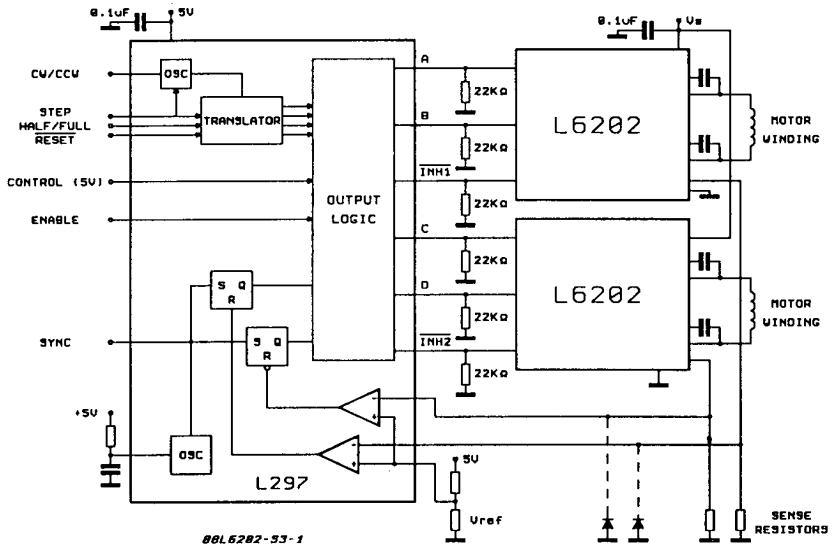 0.1uF
5V
0.1uF
Vs
CW/CCW
OSC
A
22KΩ
STEP
HALF/FULL
RESET
TRANSLATOR
B
22KΩ
L6202
MOTOR
WINDING
CONTROL (5V)
INH1
22KΩ
OUTPUT
LOGIC
ENABLE
C
22KΩ
S Q
R
D
22KΩ
L6202
MOTOR
WINDING
SYNC
S Q
R
INH2
22KΩ
-
+
+5V
OSC
-
+
L297
5V
Vref
SENSE
RESISTORS
88L6202-S3-1